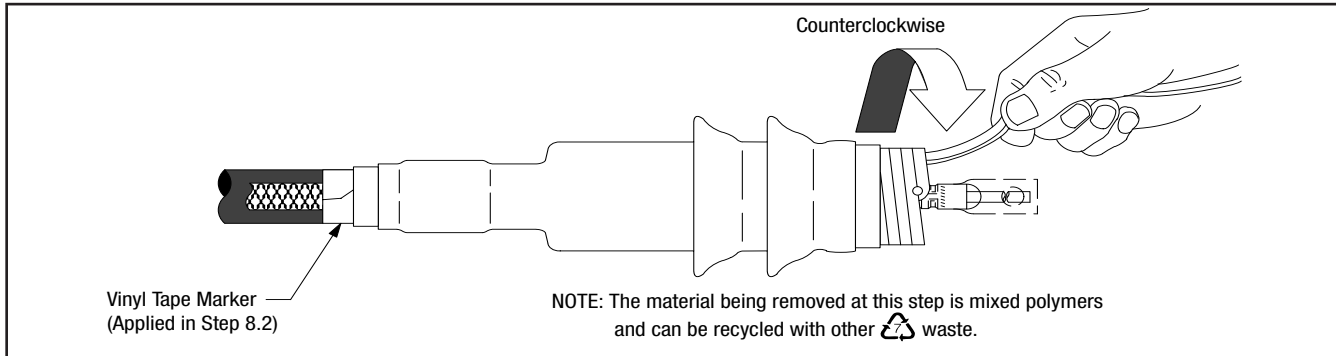 Counterclockwise
Vinyl Tape Marker
(Applied in Step 8.2)
NOTE: The material being removed at this step is mixed polymers
and can be recycled with other 7 waste.